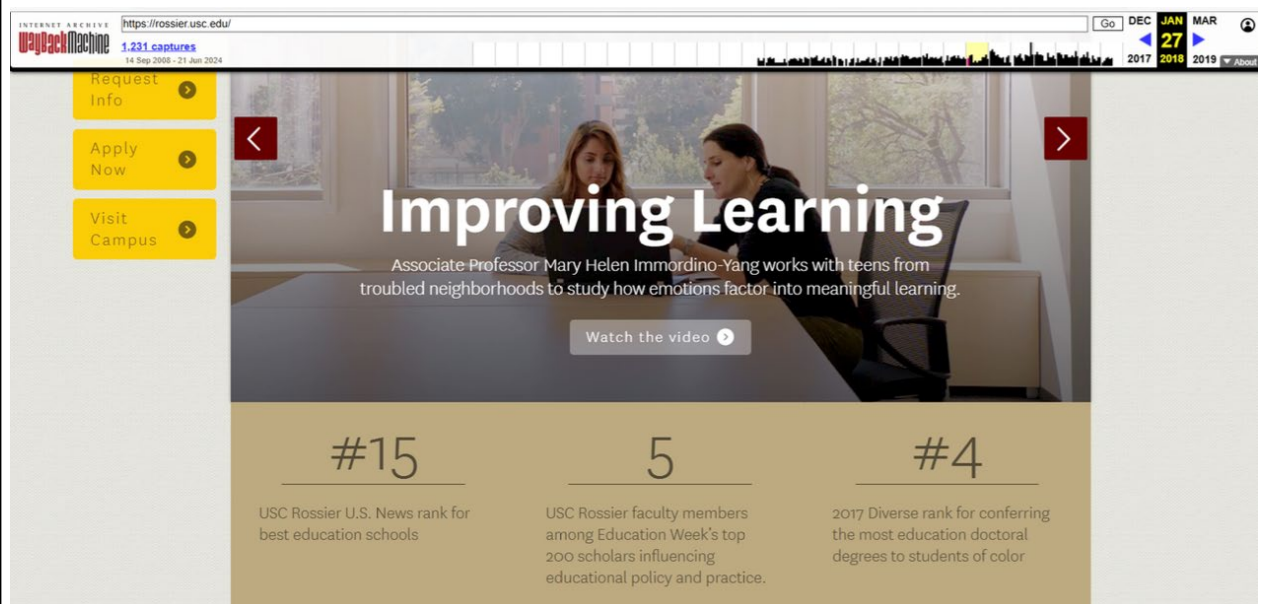 INTERNET ARCHIVE
WayBackMachine
https://rossier.usc.edu/
Go
1,231 captures
14 Sep 2008 - 21 Jun 2024
DEC JAN MAR
27
2017 2018 2019
▼ About
Request
Info
Apply
Now
Visit
Campus
Improving Learning
Associate Professor Mary Helen Immordino-Yang works with teens from
troubled neighborhoods to study how emotions factor into meaningful learning.
Watch the video
#15
USC Rossier U.S. News rank for
best education schools
5
USC Rossier faculty members
among Education Week's top
200 scholars influencing
educational policy and practice.
#4
2017 Diverse rank for conferring
the most education doctoral
degrees to students of color